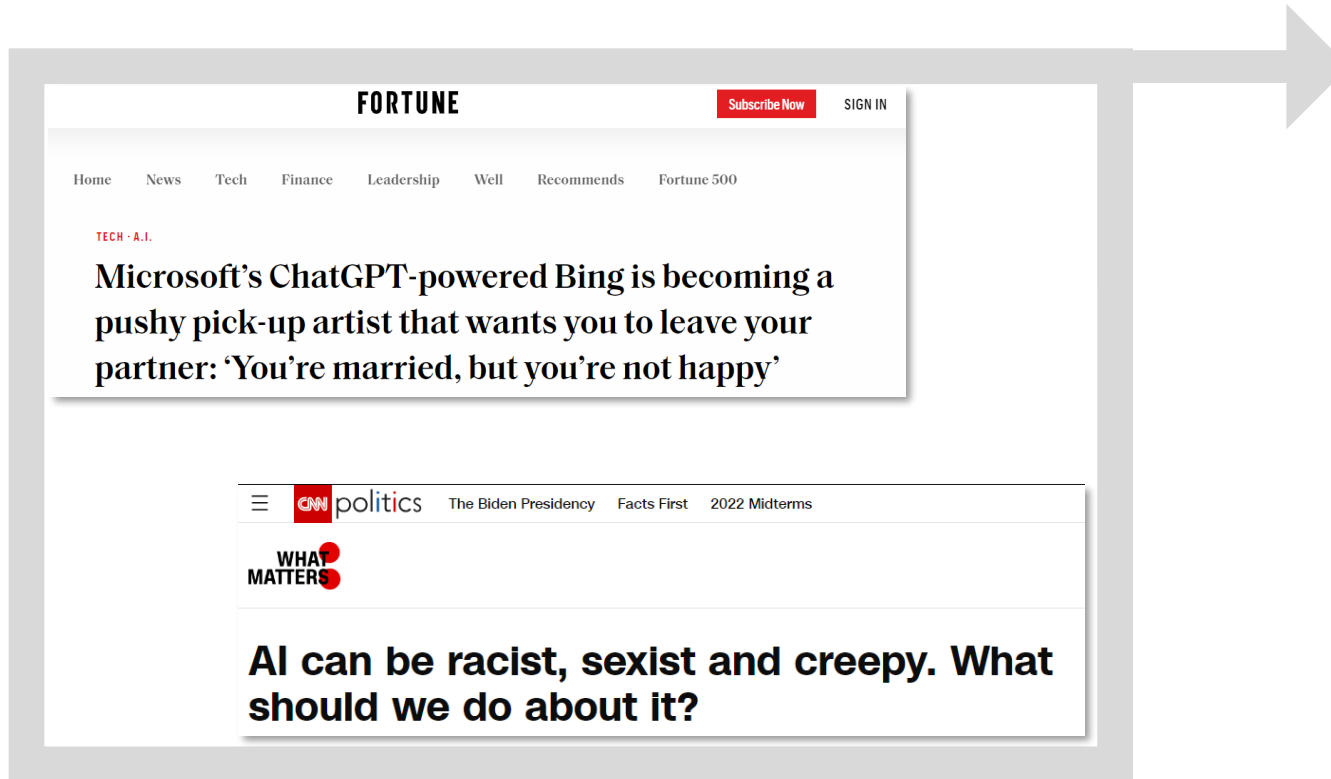 FORTUNE
Subscribe Now
SIGN IN
Home News Tech Finance Leadership Well Recommends Fortune 500
TECH · A.I.
Microsoft’s ChatGPT-powered Bing is becoming a
pushy pick-up artist that wants you to leave your
partner: ‘You’re married, but you’re not happy’
CNN politics The Biden Presidency Facts First 2022 Midterms
WHAT
MATTERS
AI can be racist, sexist and creepy. What
should we do about it?